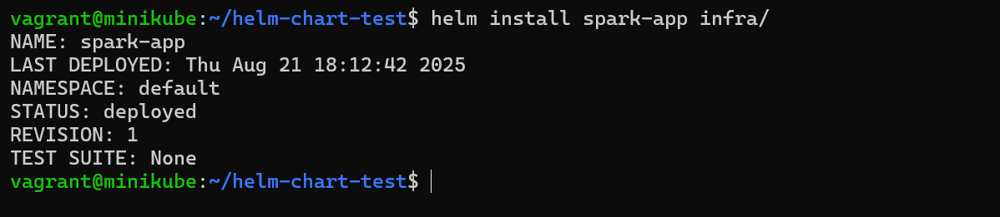 vagrant@minikube:~/helm-chart-test$ helm install spark-app infra/
NAME: spark-app
LAST DEPLOYED: Thu Aug 21 18:12:42 2025
NAMESPACE: default
STATUS: deployed
REVISION: 1
TEST SUITE: None
vagrant@minikube:~/helm-chart-test$